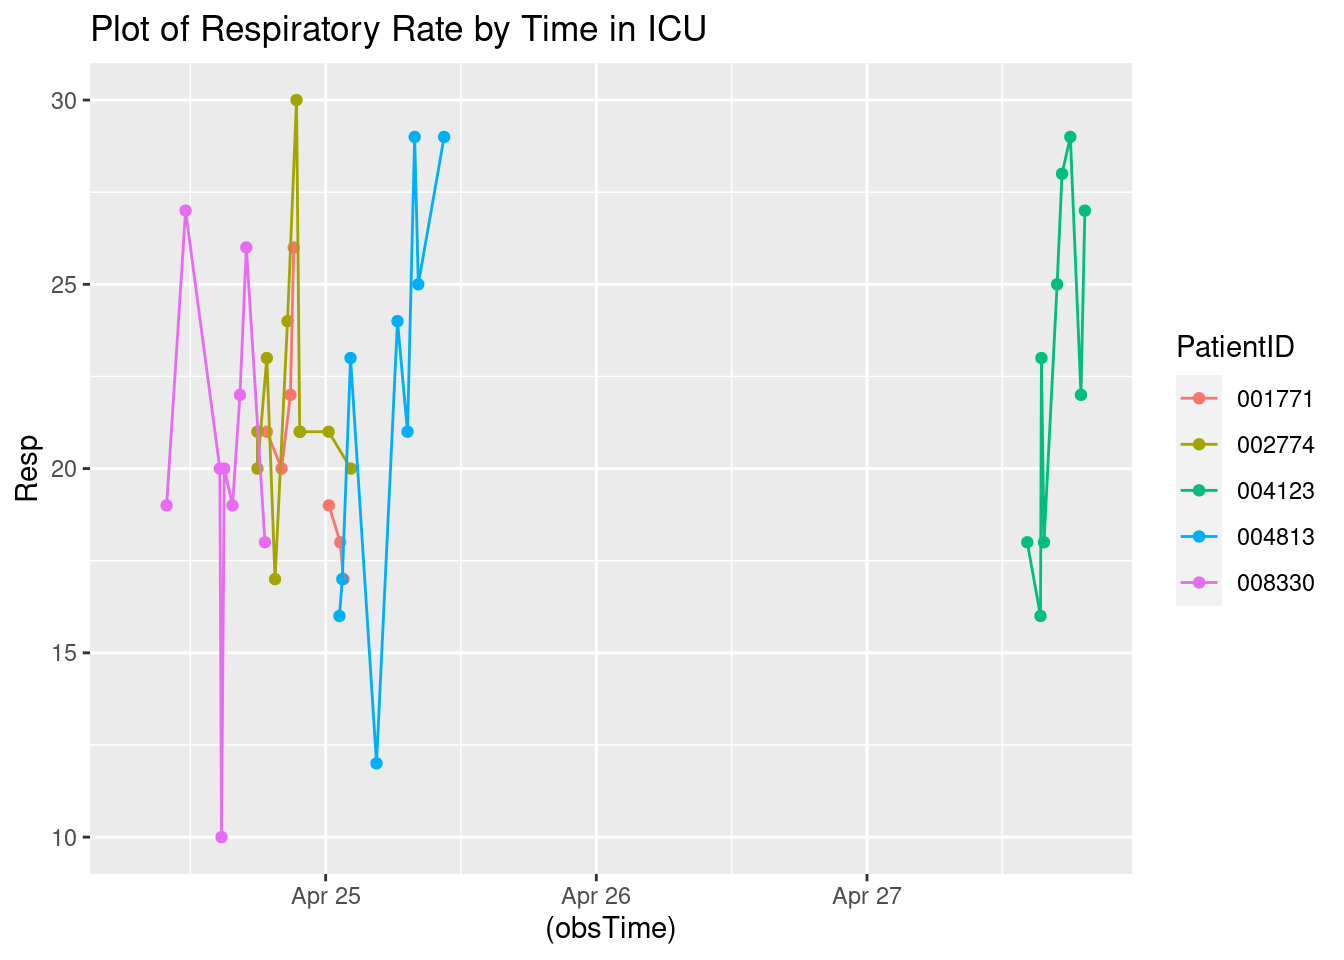 Plot of Respiratory Rate by Time in ICU
30
25
20
15
10
Resp
Apr 25
Apr 26
Apr 27
(obsTime)
PatientID
001771
002774
004123
004813
008330